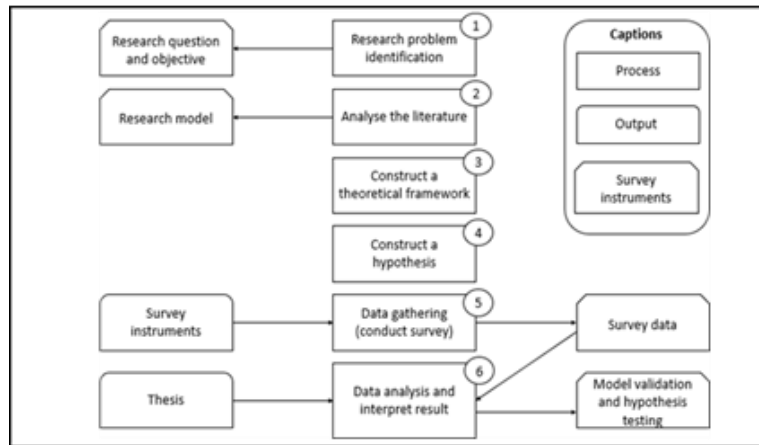 Research question
and objective
Research problem
identification
1
Captions
Process
Output
Survey
instruments
Research model
Analyse the literature
2
Construct a
theoretical framework
3
Construct a
hypothesis
4
Survey
instruments
Data gathering
(conduct survey)
5
Survey data
Thesis
Data analysis and
interpret result
6
Model validation
and hypothesis
testing